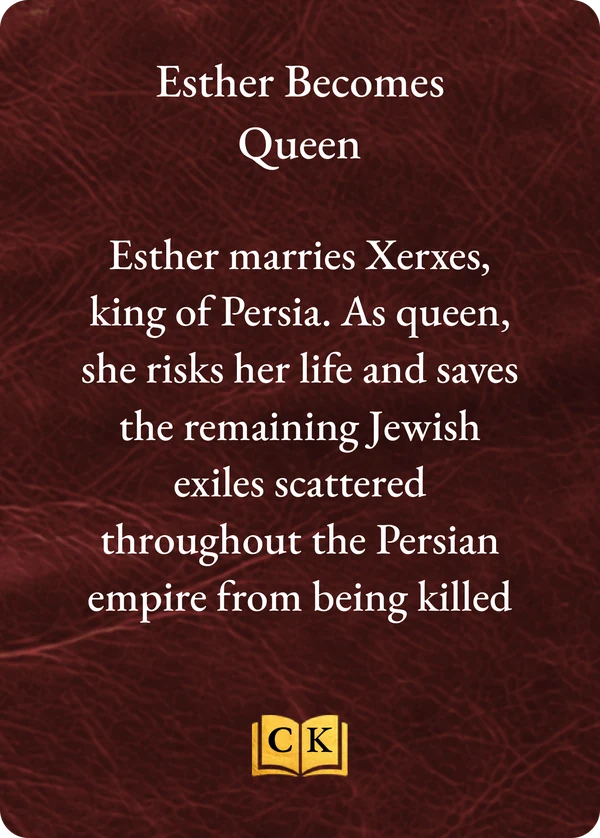 Esther Becomes
Queen
Esther marries Xerxes,
king of Persia. As queen,
she risks her life and saves
the remaining Jewish
exiles scattered
throughout the Persian
empire from being killed
C K